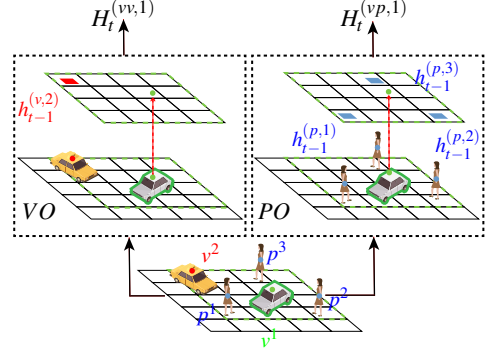 H_t^{(vv,1)} H_t^{(vp,1)}
h_{t-1}^{(v,2)} h_{t-1}^{(p,3)}
h_{t-1}^{(p,1)} h_{t-1}^{(p,2)}
VO PO
v^2 p^3
p^1 p^2
v^1